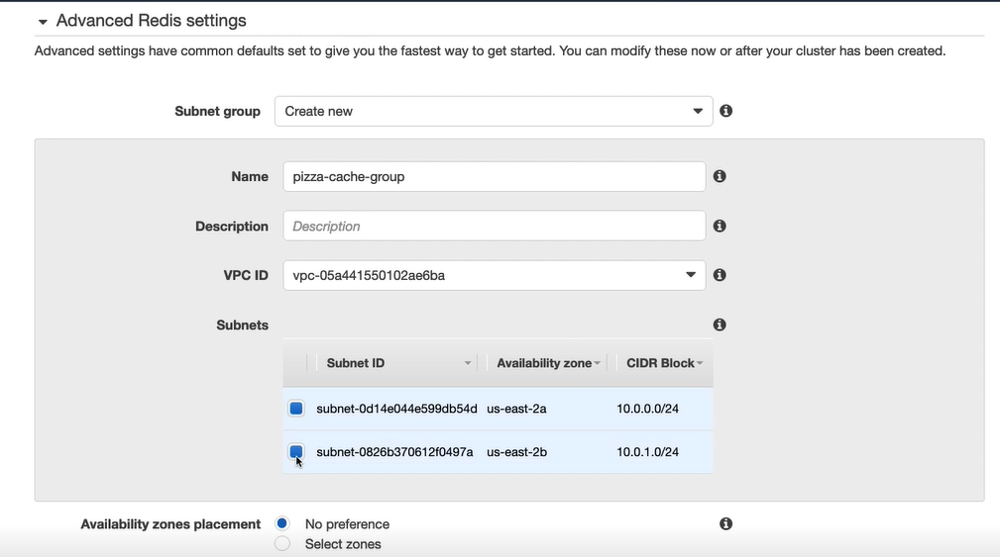 Advanced Redis settings
Advanced settings have common defaults set to give you the fastest way to get started. You can modify these now or after your cluster has been created.
Subnet group Create new
Name pizza-cache-group
Description Description
VPC ID vpc-05a441550102ae6ba
Subnets
Subnet ID Availability zone CIDR Block
subnet-0d14e044e599db54d us-east-2a 10.0.0.0/24
subnet-0826b370612f0497a us-east-2b 10.0.1.0/24
Availability zones placement No preference
Select zones